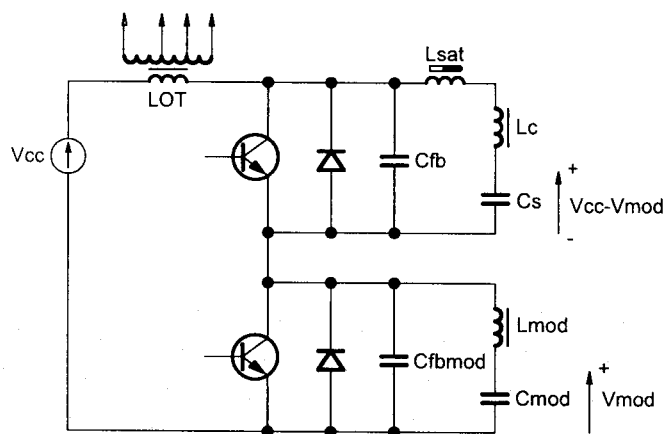 Lsat
LOT
Lc
Vcc
Cfb
+
Cs
Vcc-Vmod
-
Lmod
Cfbmod
+
Cmod
Vmod
-